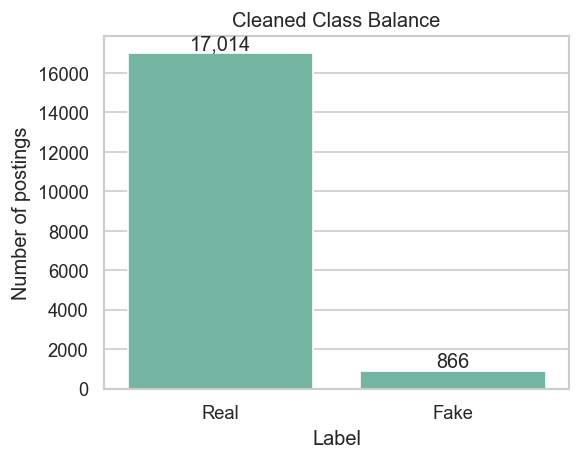 Cleaned Class Balance
17,014
866
16000
14000
12000
10000
8000
6000
4000
2000
0
Number of postings
Real
Fake
Label